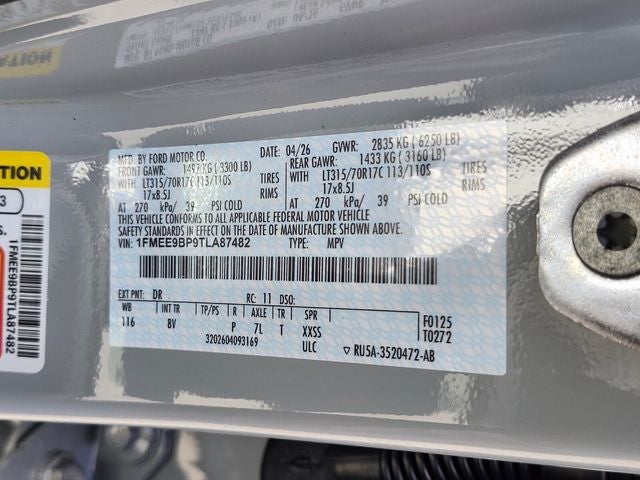 MFD. BY FORD MOTOR CO.
DATE: 04/26 GVWR: 2835 KG ( 6250 LB)
FRONT GAWR: 1497 KG ( 3300 LB)
REAR GAWR: 1433 KG ( 3160 LB)
WITH LT315/70R17C 113/110S TIRES
WITH LT315/70R17C 113/110S TIRES
17x8.5J RIMS
17x8.5J RIMS
AT 270 kPa/ 39 PSI COLD
AT 270 kPa/ 39 PSI COLD
THIS VEHICLE CONFORMS TO ALL APPLICABLE FEDERAL MOTOR VEHICLE
SAFETY STANDARDS IN EFFECT ON THE DATE OF MANUFACTURE SHOWN ABOVE.
VIN: 1FMEE9BP9TLA87482 TYPE: MPV
EXT PNT: DR RC: 11 DSO:
WB INT TR TP/PS R AXLE TR SPR
116 BV P 7L T XXSS
F0125
T0272
3202604093169 ULC
RU5A-3520472-AB
1FMEE9BP9TLA87482